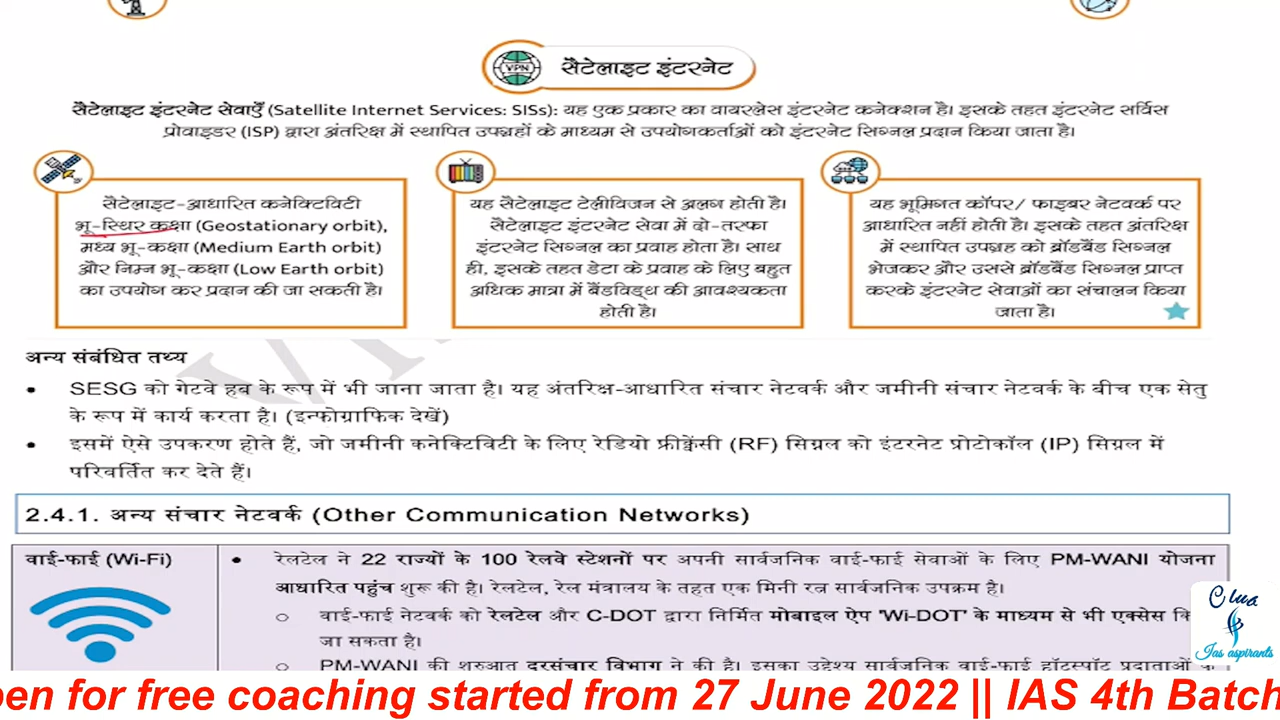 VPN
सैटेलाइट इंटरनेट
सैटेलाइट इंटरनेट सेवाएँ (Satellite Internet Services: SISs): यह एक प्रकार का वायरलेस इंटरनेट कनेक्शन है। इसके तहत इंटरनेट सर्विस
प्रोवाइडर (ISP) द्वारा अंतरिक्ष में स्थापित उपग्रहों के माध्यम से उपयोगकर्ताओं को इंटरनेट सिग्नल प्रदान किया जाता है।
सैटेलाइट-आधारित कनेक्टिविटी
भू-स्थिर कक्षा (Geostationary orbit),
मध्य भू-कक्षा (Medium Earth orbit)
और निम्न भू-कक्षा (Low Earth orbit)
का उपयोग कर प्रदान की जा सकती है।
यह सैटेलाइट टेलीविजन से अलग होती है।
सैटेलाइट इंटरनेट सेवा में दो-तरफा
इंटरनेट सिग्नल का प्रवाह होता है। साथ
ही, इसके तहत डेटा के प्रवाह के लिए बहुत
अधिक मात्रा में बैंडविड्थ की आवश्यकता
होती है।
यह भूमिगत कॉपर/ फाइबर नेटवर्क पर
आधारित नहीं होती है। इसके तहत अंतरिक्ष
में स्थापित उपग्रह को ब्रॉडबैंड सिग्नल
भेजकर और उससे ब्रॉडबैंड सिग्नल प्राप्त
करके इंटरनेट सेवाओं का संचालन किया
जाता है।
अन्य संबंधित तथ्य
• SESG को गेटवे हब के रूप में भी जाना जाता है। यह अंतरिक्ष-आधारित संचार नेटवर्क और जमीनी संचार नेटवर्क के बीच एक सेतु
के रूप में कार्य करता है। (इन्फोग्राफिक देखें)
• इसमें ऐसे उपकरण होते हैं, जो जमीनी कनेक्टिविटी के लिए रेडियो फ्रीक्वेंसी (RF) सिग्नल को इंटरनेट प्रोटोकॉल (IP) सिग्नल में
परिवर्तित कर देते हैं।
2.4.1. अन्य संचार नेटवर्क (Other Communication Networks)
वाई-फाई (Wi-Fi)
• रेलटेल ने 22 राज्यों के 100 रेलवे स्टेशनों पर अपनी सार्वजनिक वाई-फाई सेवाओं के लिए PM-WANI योजना
आधारित पहुंच शुरू की है। रेलटेल, रेल मंत्रालय के तहत एक मिनी रत्न सार्वजनिक उपक्रम है।
o वाई-फाई नेटवर्क को रेलटेल और C-DOT द्वारा निर्मित मोबाइल ऐप 'Wi-DOT' के माध्यम से भी एक्सेस
जा सकता है।
o PM-WANI की शुरुआत दूरसंचार विभाग ने की है। इसका उद्देश्य सार्वजनिक वाई-फाई हॉटस्पॉट प्रदाताओं
Clua
Ias aspirants
pen for free coaching started from 27 June 2022 || IAS 4th Batch